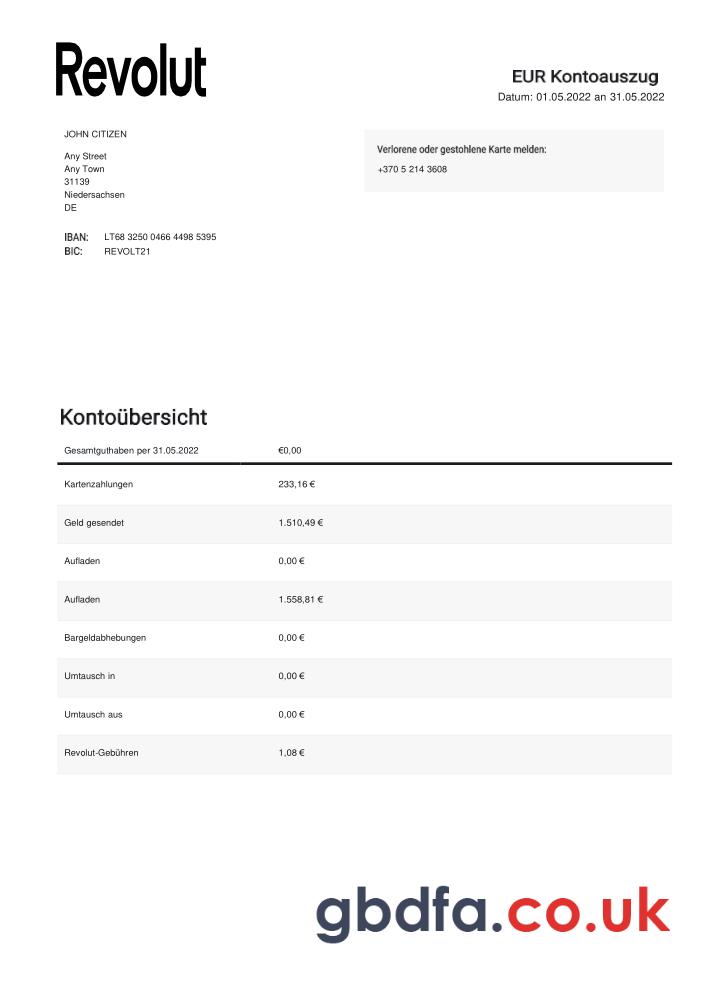 Revolut
EUR Kontoauszug
Datum: 01.05.2022 an 31.05.2022
JOHN CITIZEN
Any Street
Any Town
31139
Niedersachsen
DE
Verlorene oder gestohlene Karte melden:
+370 5 214 3608
IBAN: LT68 3250 0466 4498 5395
BIC: REVOLT21
Kontoübersicht
Gesamtguthaben per 31.05.2022 €0,00
Kartenzahlungen 233,16 €
Geld gesendet 1.510,49 €
Aufladen 0,00 €
Aufladen 1.558,81 €
Bargeldabhebungen 0,00 €
Umtausch in 0,00 €
Umtausch aus 0,00 €
Revolut-Gebühren 1,08 €
gbdfa.co.uk